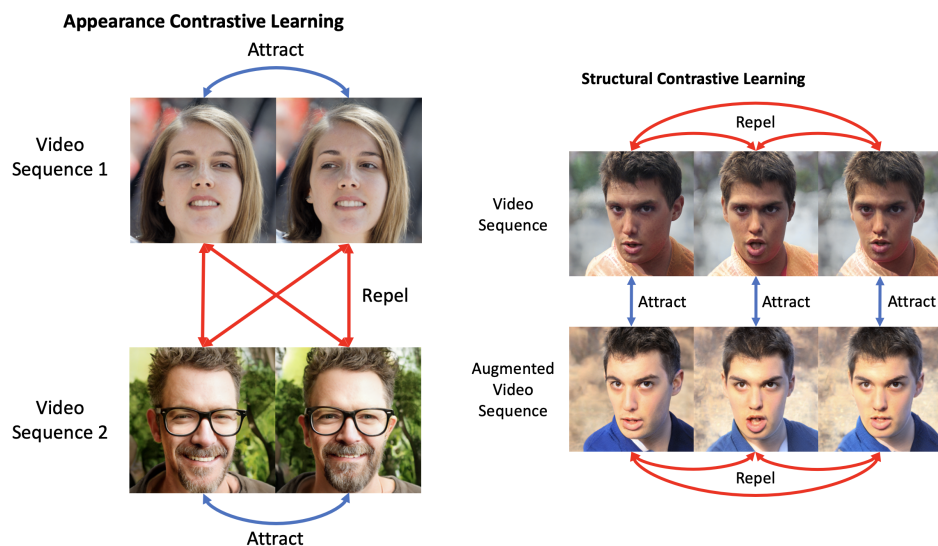 Appearance Contrastive Learning
Attract
Video
Sequence 1
Repel
Video
Sequence 2
Attract
Structural Contrastive Learning
Repel
Video
Sequence
Attract
Attract
Attract
Augmented
Video
Sequence
Repel